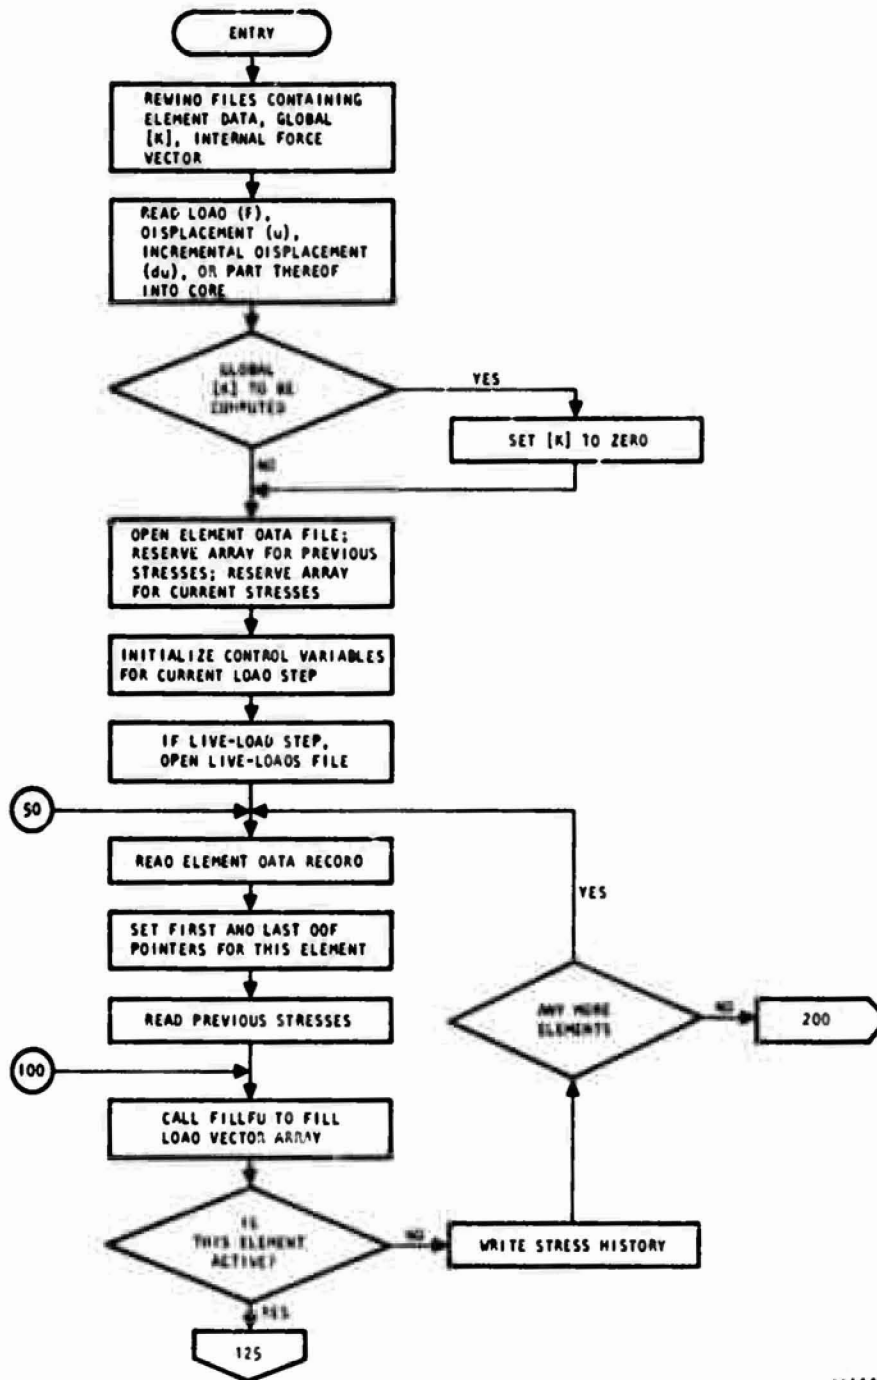 ENTRY
REWIND FILES CONTAINING
ELEMENT DATA, GLOBAL
[K], INTERNAL FORCE
VECTOR
READ LOAD (F),
DISPLACEMENT (u),
INCREMENTAL DISPLACEMENT
(du), OR PART THEREOF
INTO CORE
GLOBAL
[K] TO BE
COMPUTED
YES
SET [K] TO ZERO
NO
OPEN ELEMENT DATA FILE;
RESERVE ARRAY FOR PREVIOUS
STRESSES; RESERVE ARRAY
FOR CURRENT STRESSES
INITIALIZE CONTROL VARIABLES
FOR CURRENT LOAD STEP
IF LIVE-LOAD STEP,
OPEN LIVE-LOADS FILE
50
READ ELEMENT DATA RECORD
YES
SET FIRST AND LAST DOF
POINTERS FOR THIS ELEMENT
ANY MORE
ELEMENTS
NO
200
READ PREVIOUS STRESSES
100
CALL FILLFU TO FILL
LOAD VECTOR ARRAY
IS
THIS ELEMENT
ACTIVE?
NO
WRITE STRESS HISTORY
YES
125